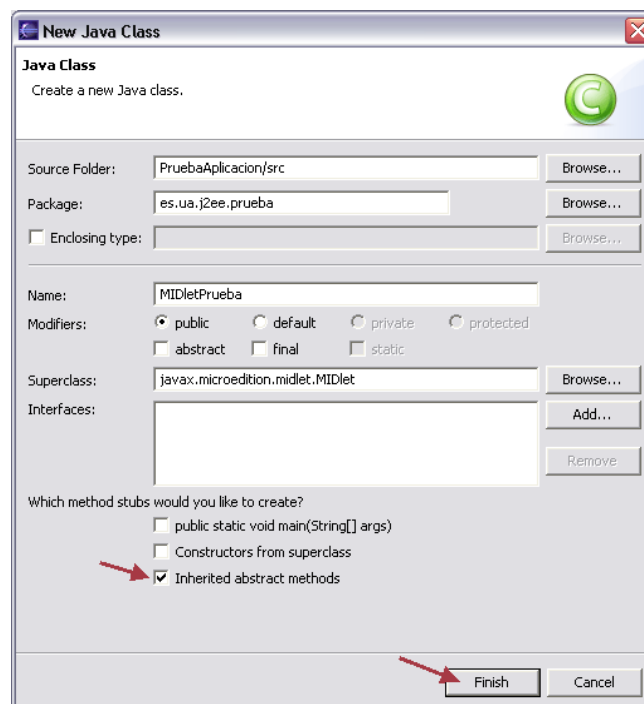 New Java Class
Java Class
Create a new Java class.
Source Folder: PruebaAplicacion/src Browse...
Package: es.ua.j2ee.prueba Browse...
Enclosing type: Browse...
Name: MIDletPrueba
Modifiers: public default private protected
abstract final static
Superclass: javax.microedition.midlet.MIDlet Browse...
Interfaces: Add...
Remove
Which method stubs would you like to create?
public static void main(String[] args)
Constructors from superclass
Inherited abstract methods
Finish Cancel